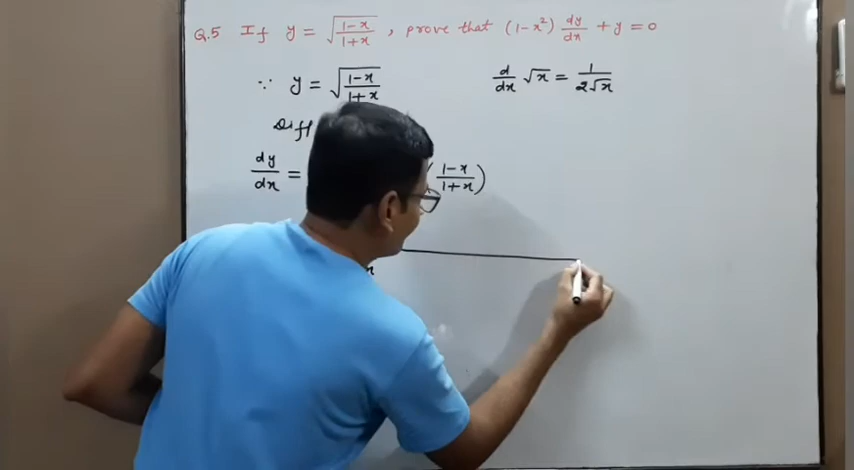 Q.5 If y = √(1-x/1+x) , prove that (1-x²) dy/dx + y = 0
∵ y = √(1-x/1+x) d/dx √x = 1/2√x
Diff
dy/dx = (1-x/1+x)
x